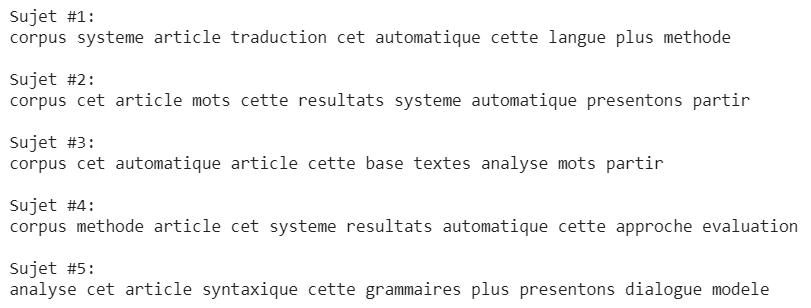 Sujet #1:
corpus systeme article traduction cet automatique cette langue plus methode
Sujet #2:
corpus cet article mots cette resultats systeme automatique presentons partir
Sujet #3:
corpus cet automatique article cette base textes analyse mots partir
Sujet #4:
corpus methode article cet systeme resultats automatique cette approche evaluation
Sujet #5:
analyse cet article syntaxique cette grammaires plus presentons dialogue modele